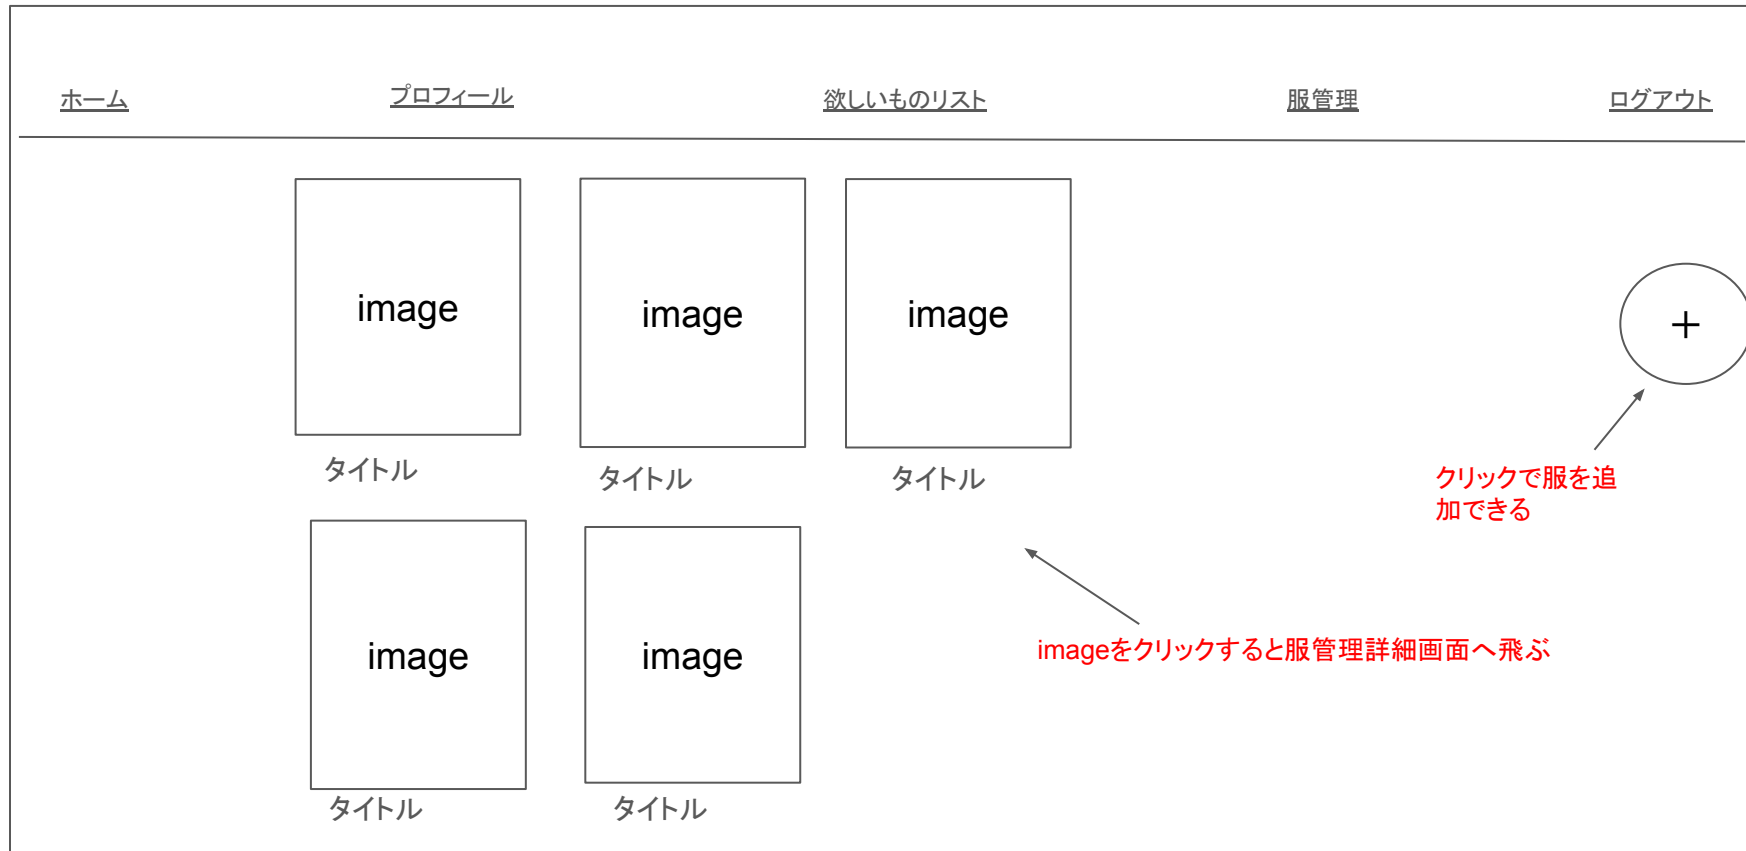 ホーム
プロフィール
欲しいものリスト
服管理
ログアウト
image
image
image
+
タイトル
タイトル
タイトル
クリックで服を追
加できる
image
image
imageをクリックすると服管理詳細画面へ飛ぶ
タイトル
タイトル